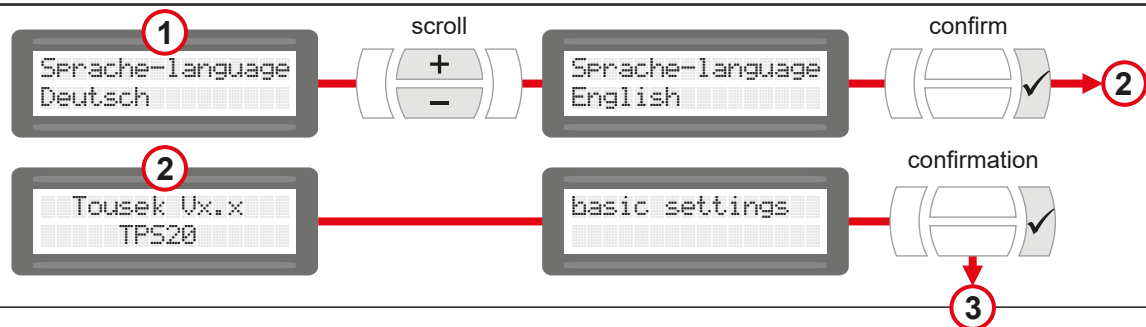 1
scroll
confirm
Sprache-language
Deutsch
+
−
Sprache-language
English
✓
2
2
confirmation
Tousek Vx.x
TPS20
basic settings
✓
3